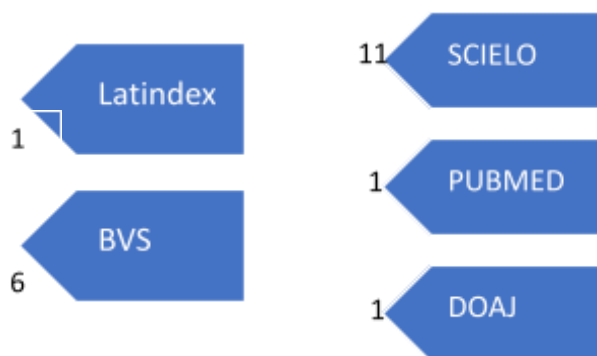 Latindex
1
BVS
6
11
SCIELO
1
PUBMED
1
DOAJ